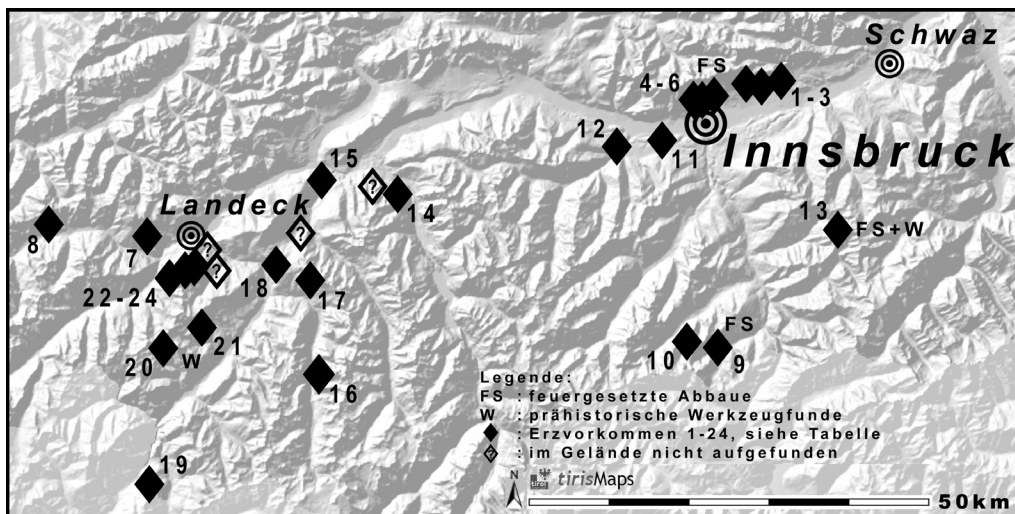 Schwaz
FS
4-6
1-3
12
11
Innsbruck
15
14
Landeck
13
FS+W
8
7
22-24
18
17
21
20
W
16
10
FS
9
19
?
?
?
?
Legende:
FS : feuergesetzte Abbaue
W : prähistorische Werkzeugfunde
: Erzvorkommen 1-24, siehe Tabelle
? : im Gelände nicht aufgefunden
N
tirol
tirisMaps
50km